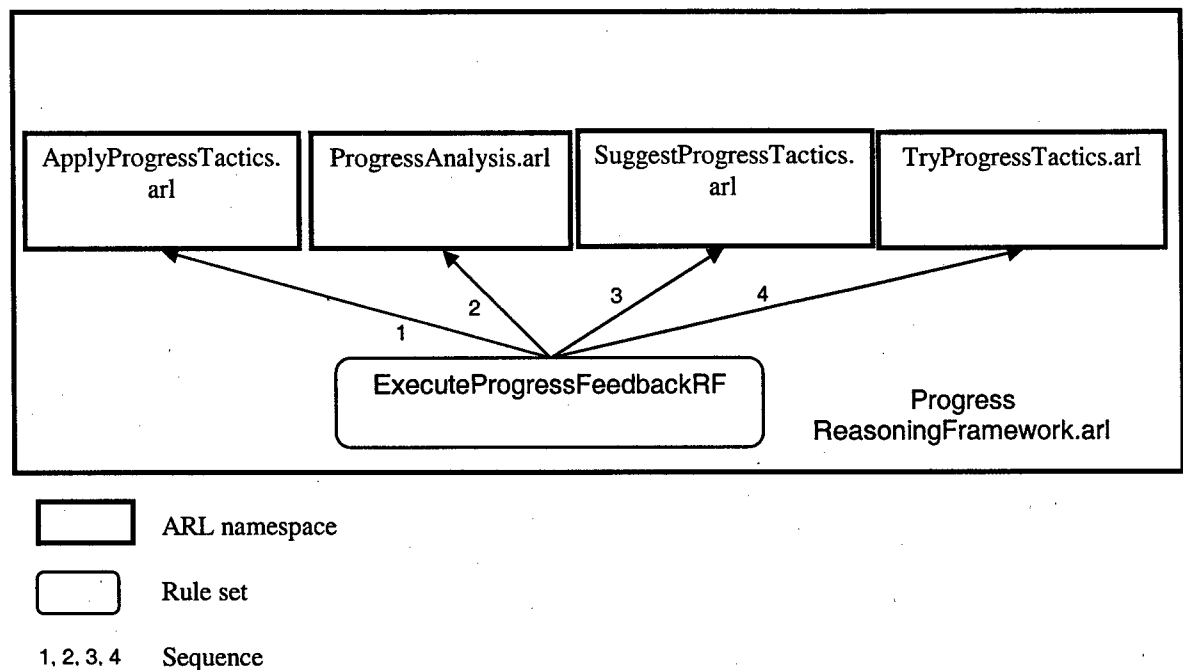 ApplyProgressTactics.
arl
ProgressAnalysis.arl
SuggestProgressTactics.
arl
TryProgressTactics.arl
1
2
3
4
ExecuteProgressFeedbackRF
Progress
ReasoningFramework.arl
ARL namespace
Rule set
1, 2, 3, 4 Sequence